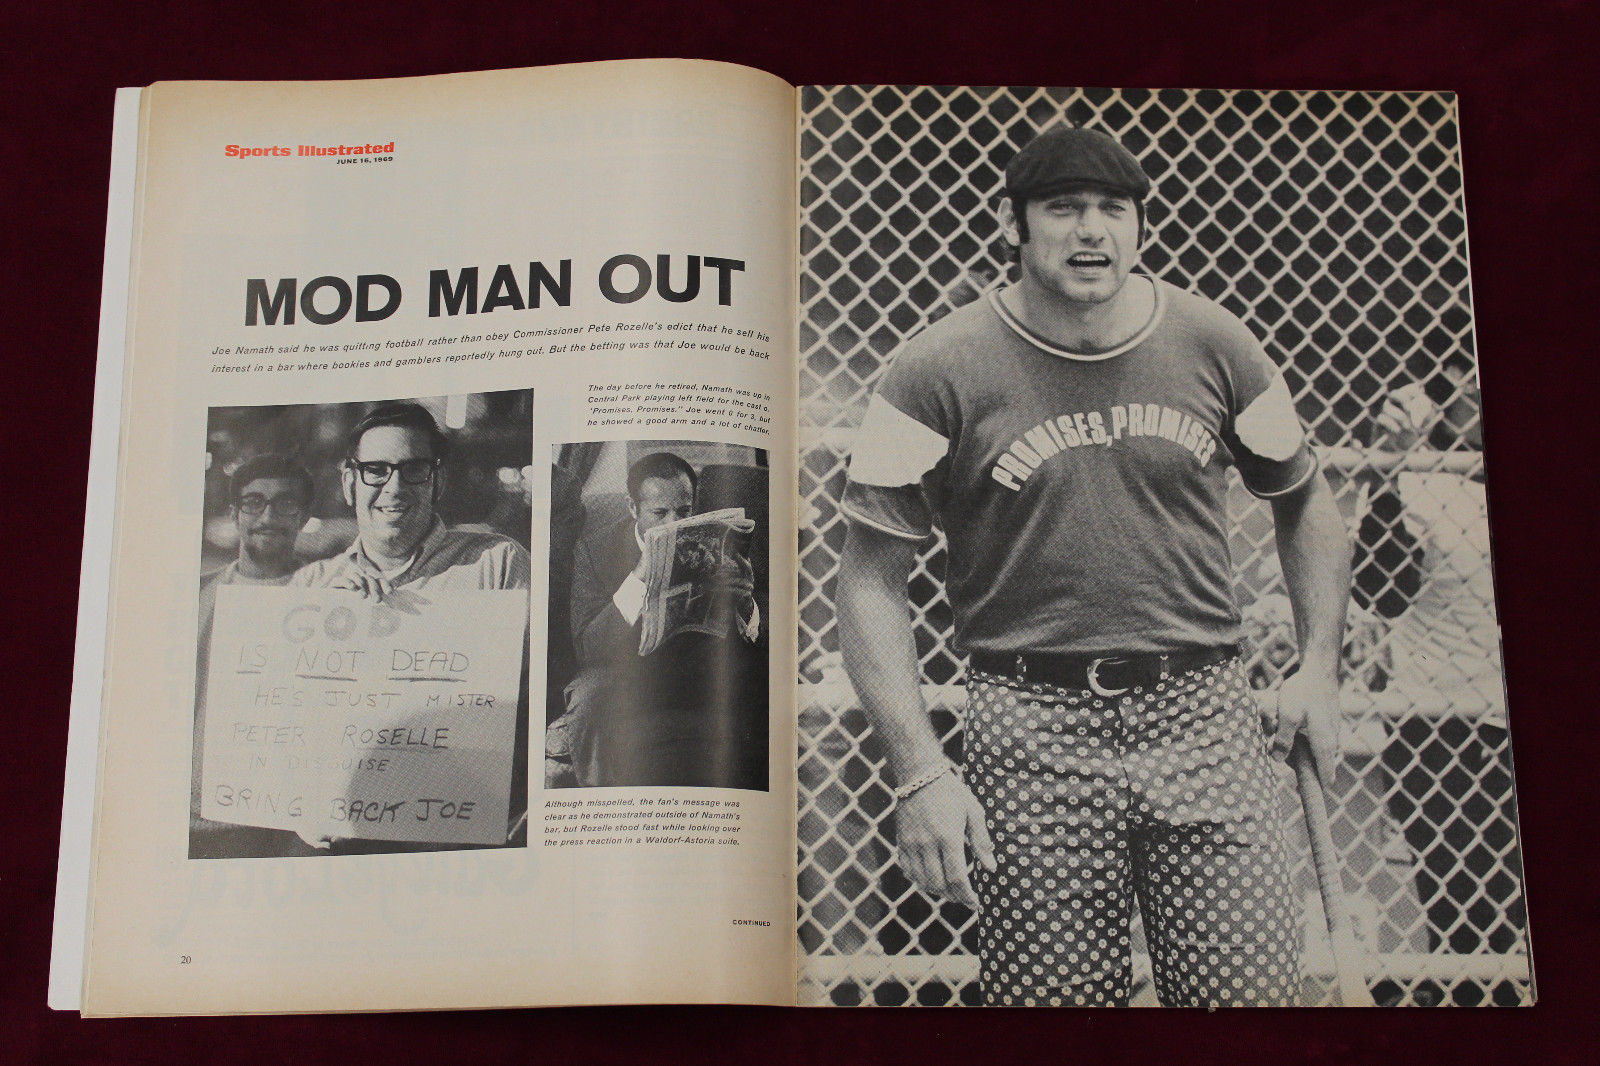 Sports Illustrated
JUNE 16, 1969
MOD MAN OUT
Joe Namath said he was quitting football rather than obey Commissioner Pete Rozelle's edict that he sell his
interest in a bar where bookies and gamblers reportedly hung out. But the betting was that Joe would be back
The day before he retired, Namath was up in
Central Park playing left field for the cast o
"Promises, Promises." Joe went 0 for 3, but
he showed a good arm and a lot of chatter.
GOD
IS NOT DEAD
HE'S JUST MISTER
PETER ROSELLE
IN DISGUISE
BRING BACK JOE
Although misspelled, the fan's message was
clear as he demonstrated outside of Namath's
bar, but Rozelle stood fast while looking over
the press reaction in a Waldorf-Astoria suite.
CONTINUED
20
PROMISES, PROMISES